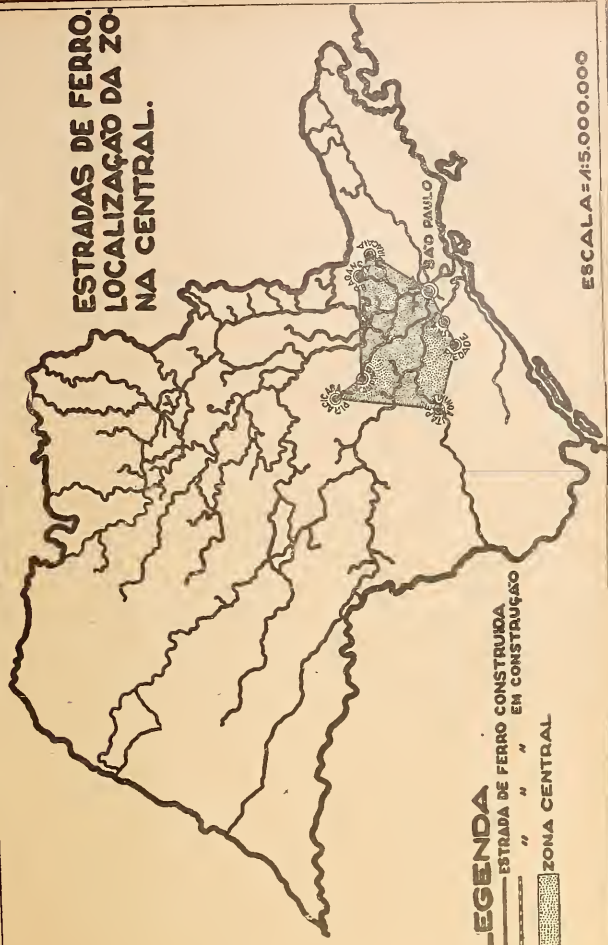 ESTRADAS DE FERRO.
LOCALIZAÇÃO DA ZO-
NA CENTRAL.
SÃO PAULO
LEGENDA
ESTRADA DE FERRO CONSTRUIDA
" " " EM CONSTRUÇÃO
ZONA CENTRAL
ESCALA=1:5.000.000